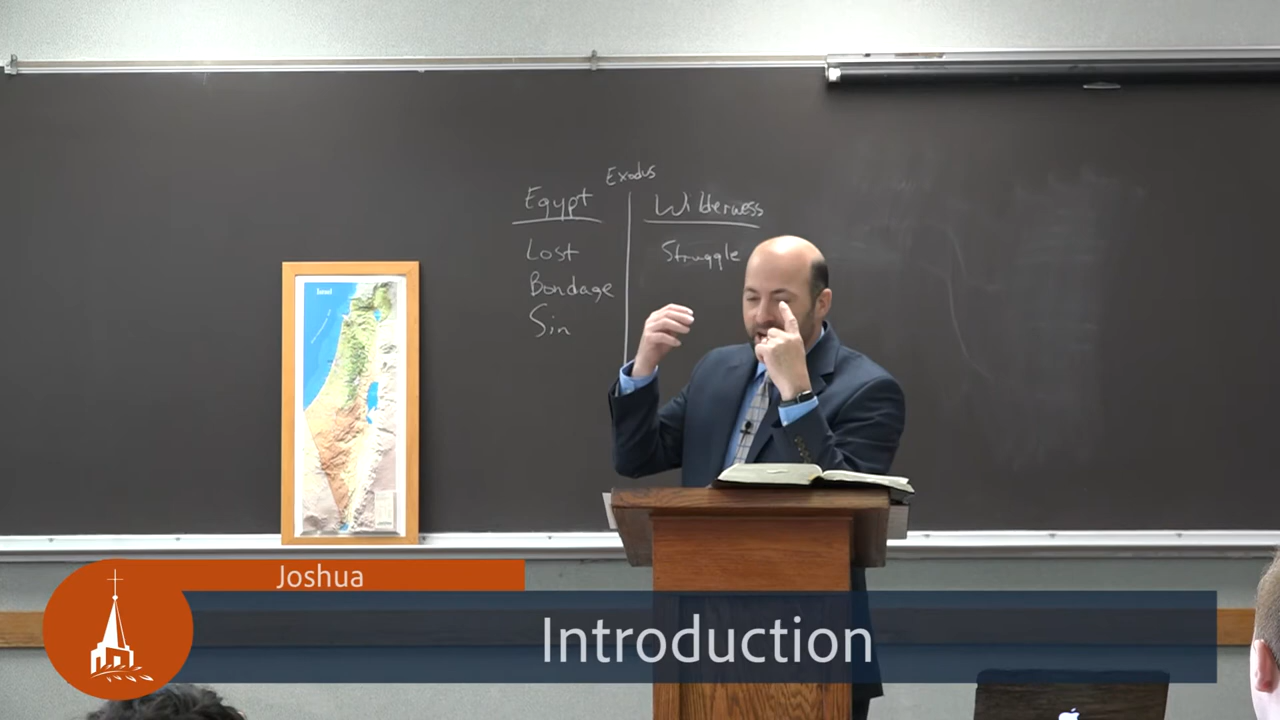 Exodus
Egypt
Wilderness
Lost
Struggle
Bondage
Sin
Israel
Joshua
Introduction